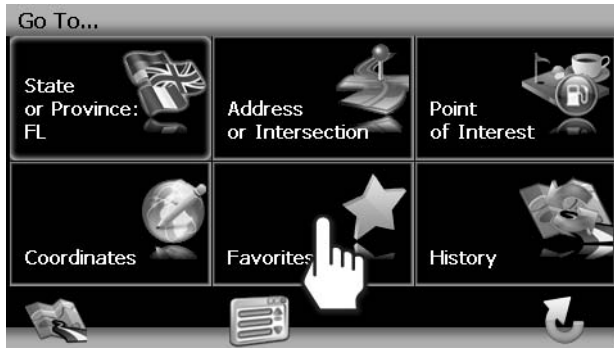 Go To...
State
or Province:
FL
Address
or Intersection
Point
of Interest
Coordinates
Favorites
History